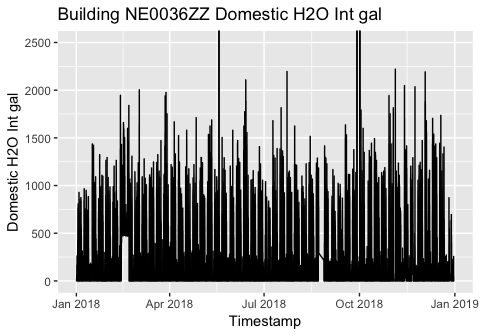 Building NE0036ZZ Domestic H2O Int gal
Domestic H2O Int gal
2500
2000
1500
1000
500
0
Jan 2018
Apr 2018
Jul 2018
Oct 2018
Jan 2019
Timestamp